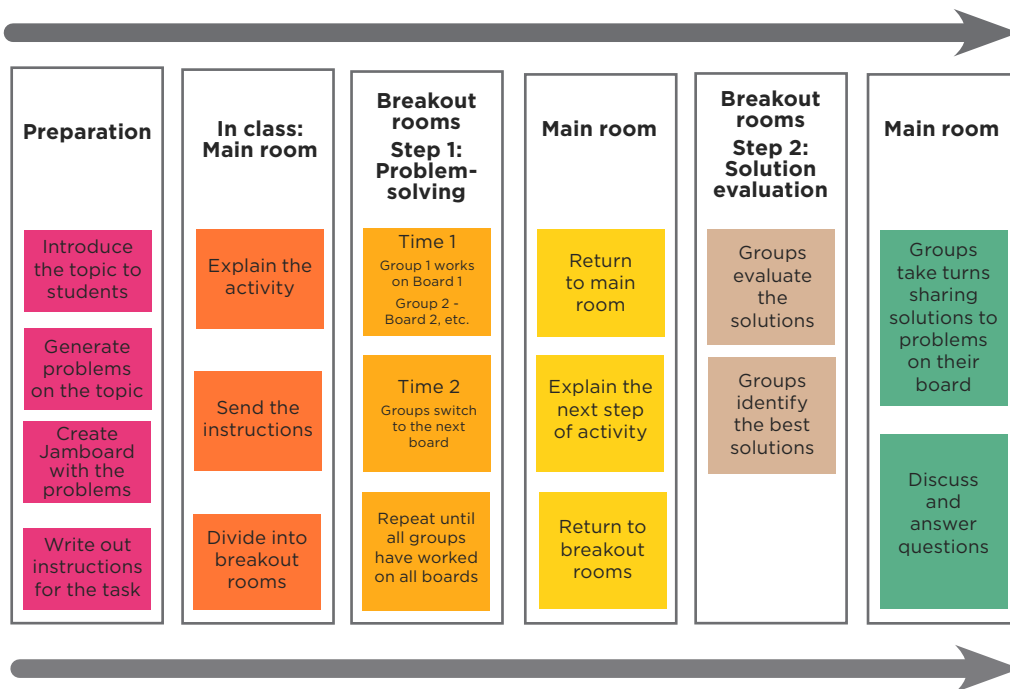 Preparation
Introduce
the topic to
students
Generate
problems
on the topic
Create
Jamboard
with the
problems
Write out
instructions
for the task
In class:
Main room
Explain the
activity
Send the
instructions
Divide into
breakout
rooms
Breakout
rooms
Step 1:
Problem-
solving
Time 1
Group 1 works
on Board 1
Group 2 -
Board 2, etc.
Time 2
Groups switch
to the next
board
Repeat until
all groups
have worked
on all boards
Main room
Return
to main
room
Explain the
next step
of activity
Return to
breakout
rooms
Breakout
rooms
Step 2:
Solution
evaluation
Groups
evaluate
the
solutions
Groups
identify
the best
solutions
Main room
Groups
take turns
sharing
solutions to
problems
on their
board
Discuss
and
answer
questions